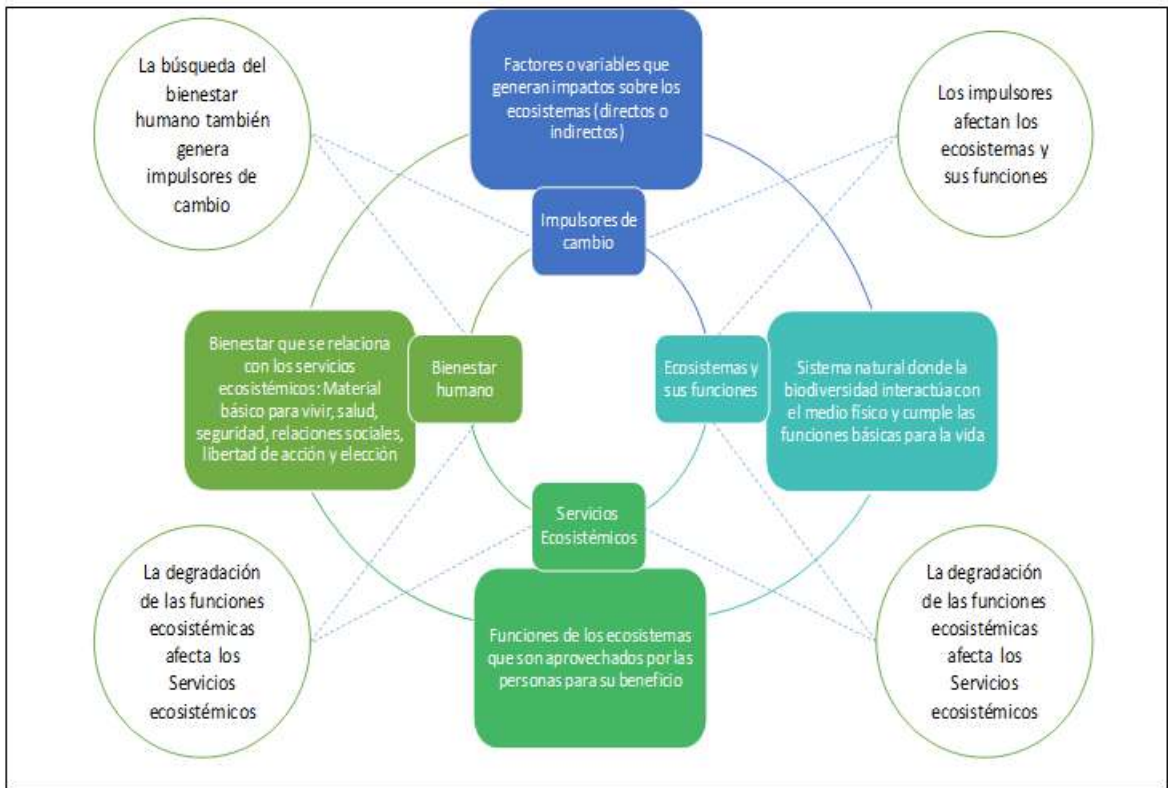 La búsqueda del
bienestar
humano también
genera
impulsores de
cambio
Factores o variables que
generan impactos sobre los
ecosistemas (directos o
indirectos)
Los impulsores
afectan los
ecosistemas y
sus funciones
Impulsores de
cambio
Bienestar que se relaciona
con los servicios
ecosistémicos: Material
básico para vivir, salud,
seguridad, relaciones sociales,
libertad de acción y elección
Bienestar
humano
Ecosistemas y
sus funciones
Sistema natural donde la
biodiversidad interactúa con
el medio físico y cumple las
funciones básicas para la vida
Servicios
Ecosistémicos
La degradación
de las funciones
ecosistémicas
afecta los
Servicios
ecosistémicos
Funciones de los ecosistemas
que son aprovechados por las
personas para su beneficio
La degradación
de las funciones
ecosistémicas
afecta los
Servicios
ecosistémicos